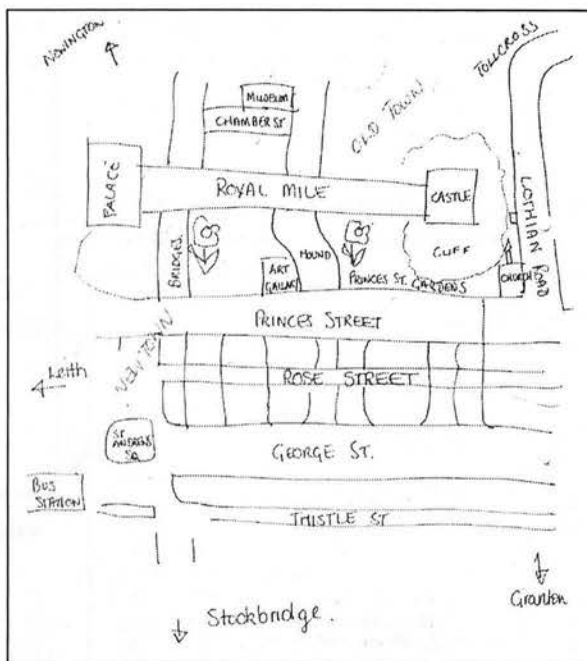 NEWINGTON
TOLLCROSS
OLD TOWN
MUSEUM
CHAMBER ST
PALACE
ROYAL MILE
CASTLE
LOTHIAN ROAD
BRIDGES
MOUND
CLIFF
ART
PRINCES ST. GARDENS
CHURCH
PRINCES STREET
NEW TOWN
Leith
ROSE STREET
ST
ANDREWS
SQ
GEORGE ST.
BUS
STATION
THISTLE ST
Granton
Stockbridge.